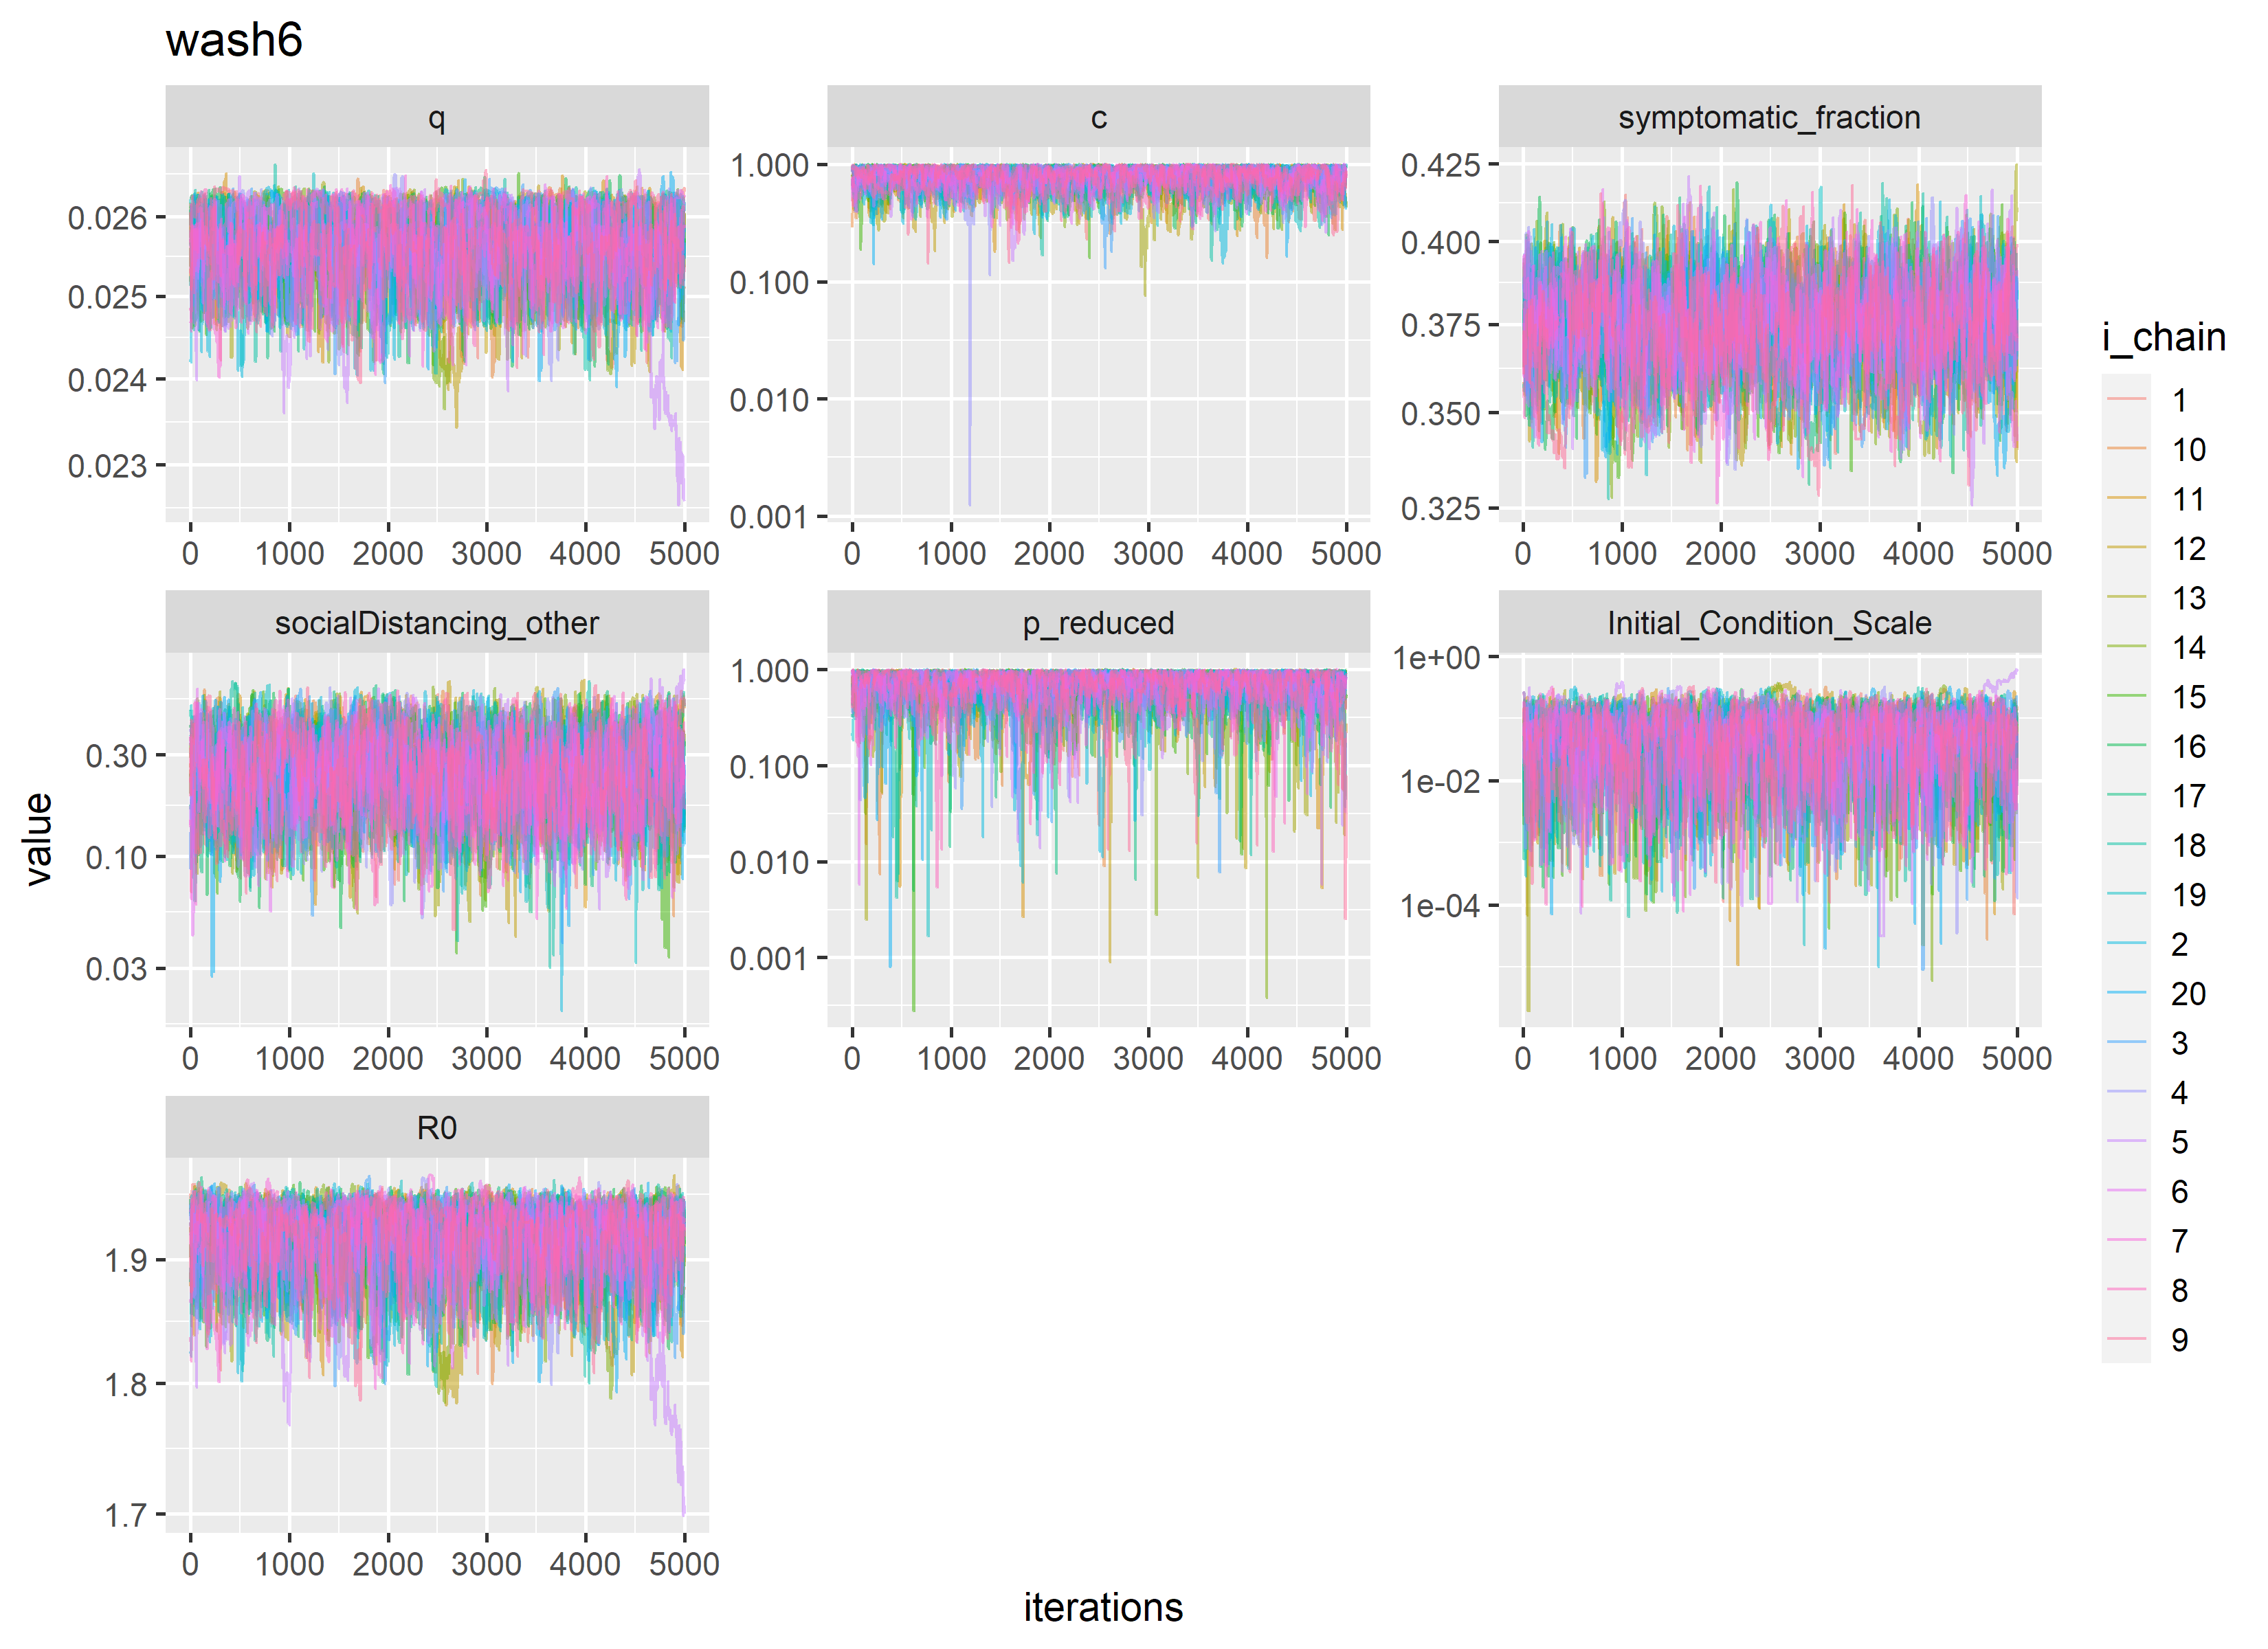 wash6
q
c
symptomatic_fraction
0.026
0.025
0.024
0.023
0 1000 2000 3000 4000 5000
1.000
0.100
0.010
0.001
0 1000 2000 3000 4000 5000
0.425
0.400
0.375
0.350
0.325
0 1000 2000 3000 4000 5000
socialDistancing_other
p_reduced
Initial_Condition_Scale
0.30
0.10
0.03
0 1000 2000 3000 4000 5000
1.000
0.100
0.010
0.001
0 1000 2000 3000 4000 5000
1e+00
1e-02
1e-04
0 1000 2000 3000 4000 5000
R0
1.9
1.8
1.7
0 1000 2000 3000 4000 5000
value
iterations
i_chain
1
10
11
12
13
14
15
16
17
18
19
2
20
3
4
5
6
7
8
9